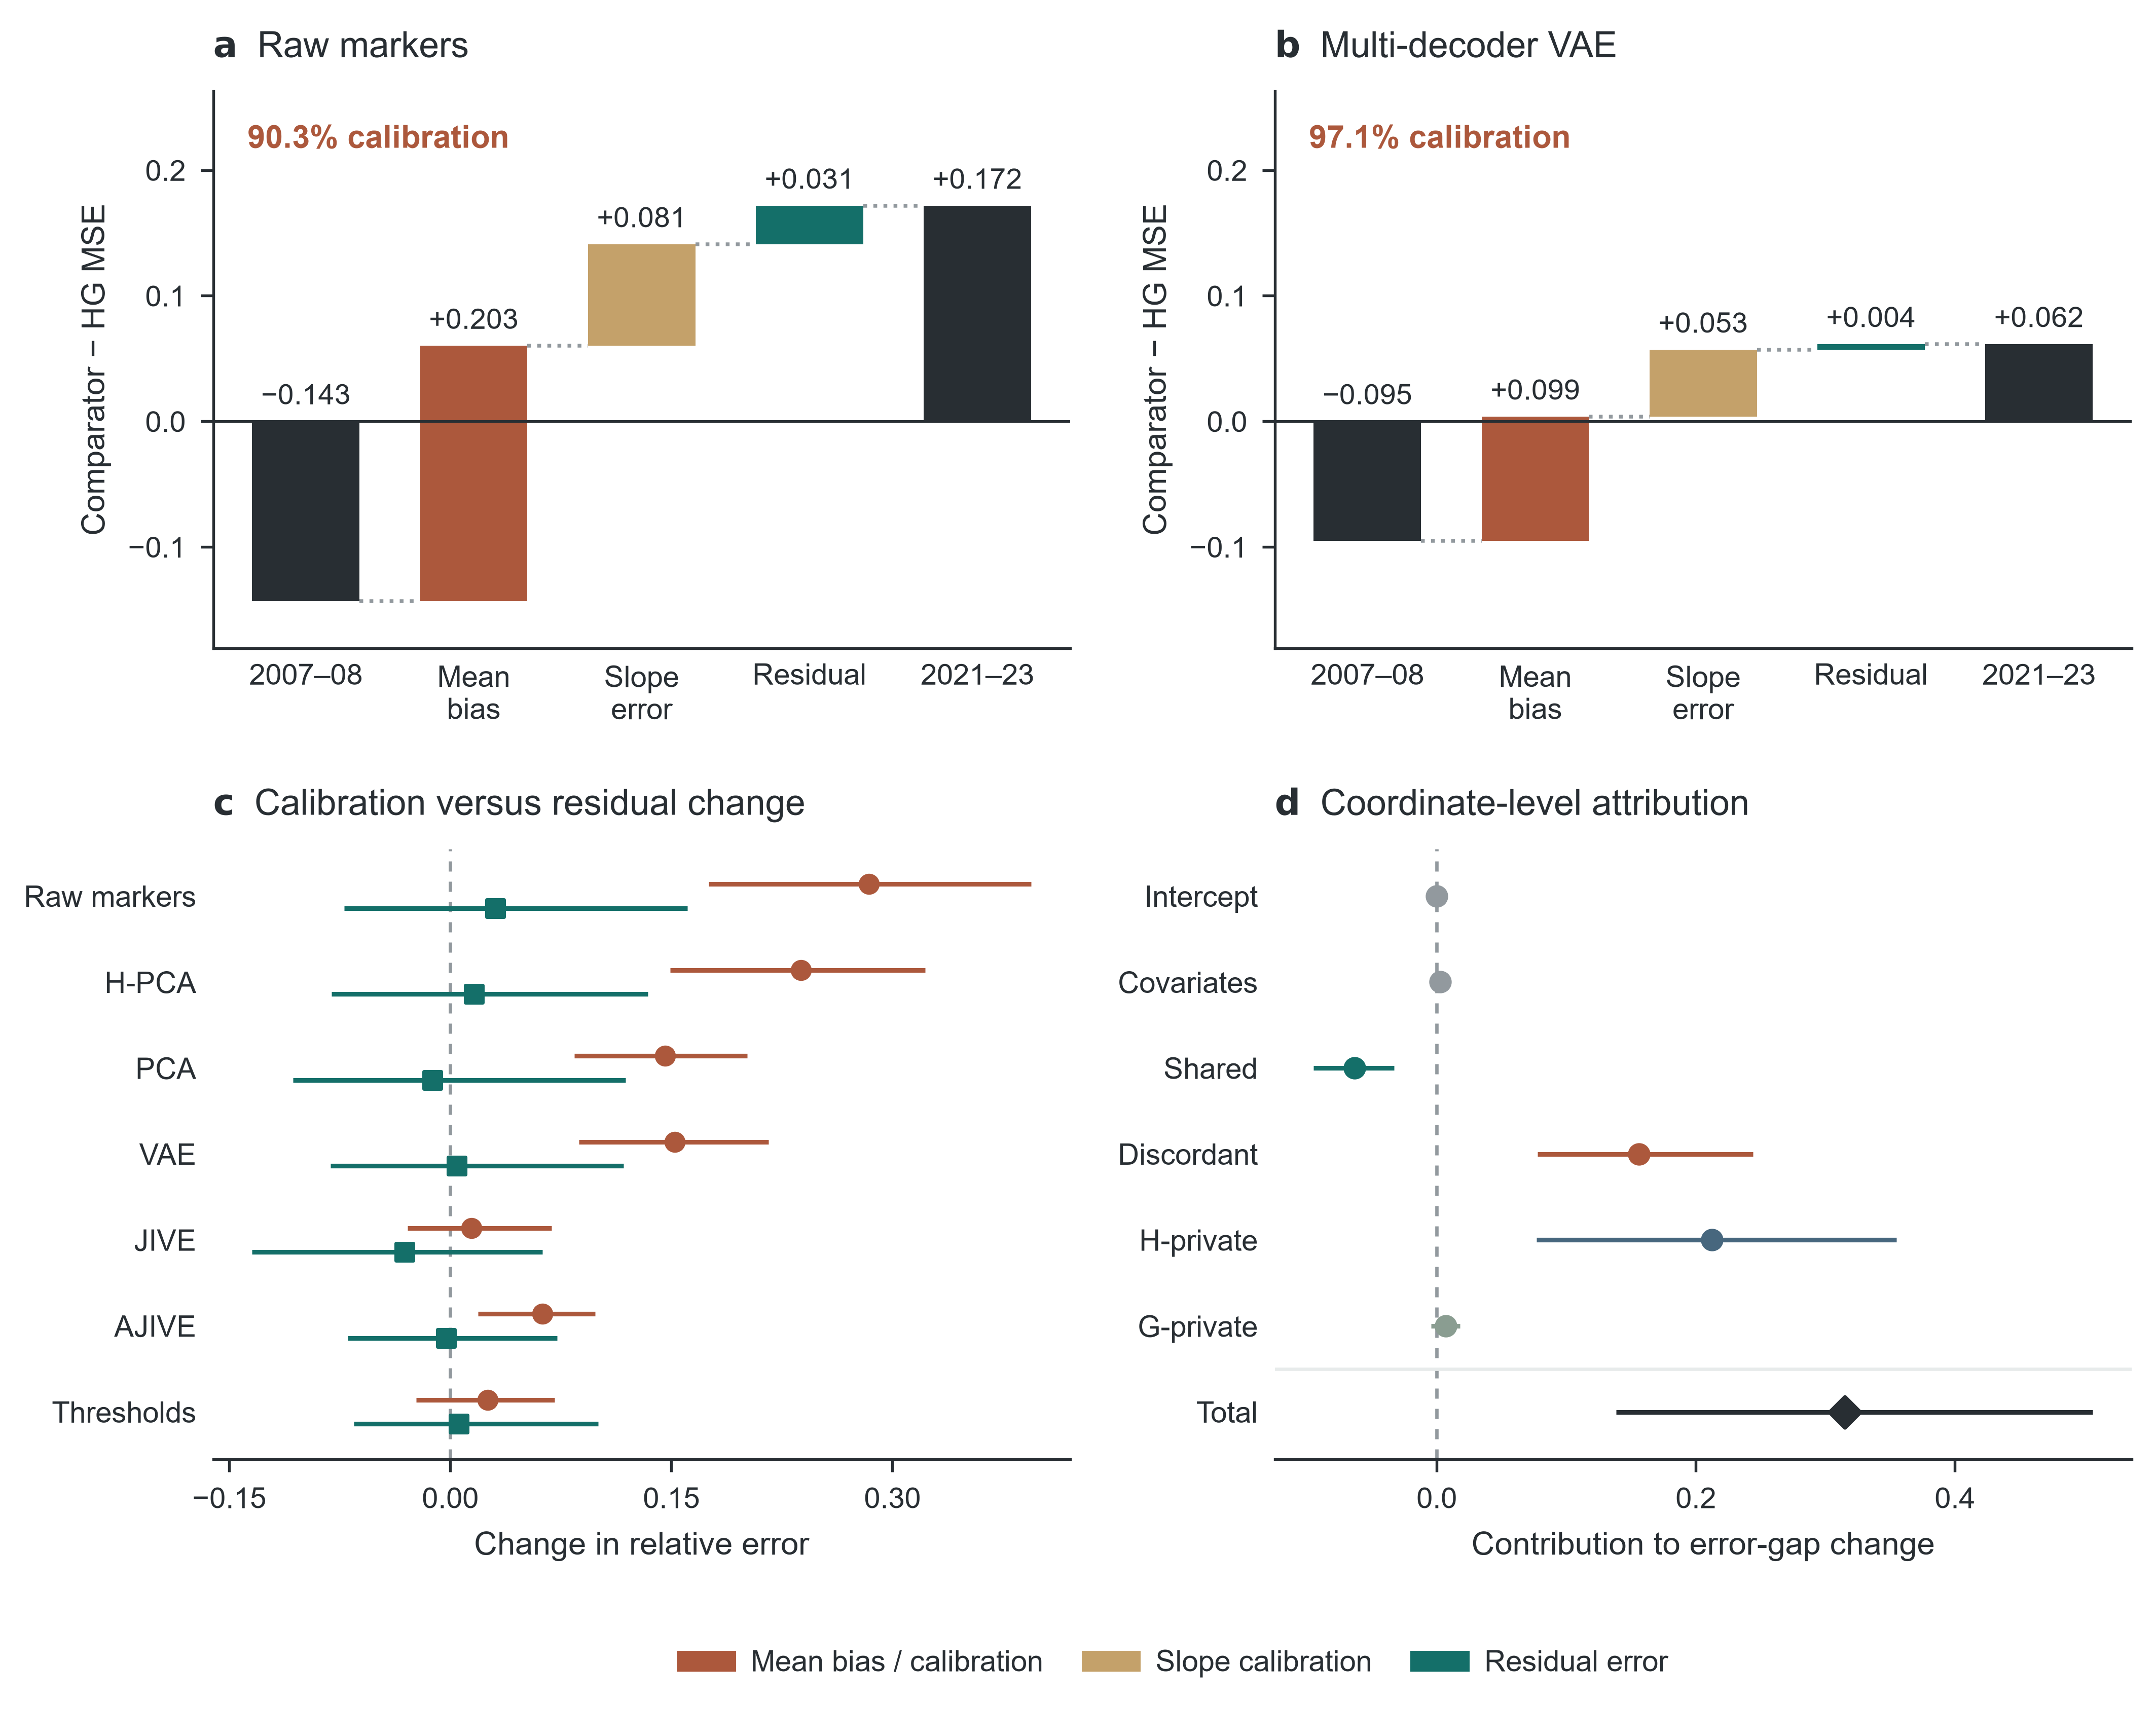 a Raw markers
90.3% calibration
Comparator − HG MSE
0.2
0.1
0.0
−0.1
−0.143
+0.203
+0.081
+0.031
+0.172
2007–08
Mean
bias
Slope
error
Residual
2021–23
b Multi-decoder VAE
97.1% calibration
Comparator − HG MSE
0.2
0.1
0.0
−0.1
−0.095
+0.099
+0.053
+0.004
+0.062
2007–08
Mean
bias
Slope
error
Residual
2021–23
c Calibration versus residual change
Raw markers
H-PCA
PCA
VAE
JIVE
AJIVE
Thresholds
−0.15
0.00
0.15
0.30
Change in relative error
d Coordinate-level attribution
Intercept
Covariates
Shared
Discordant
H-private
G-private
Total
0.0
0.2
0.4
Contribution to error-gap change
Mean bias / calibration
Slope calibration
Residual error